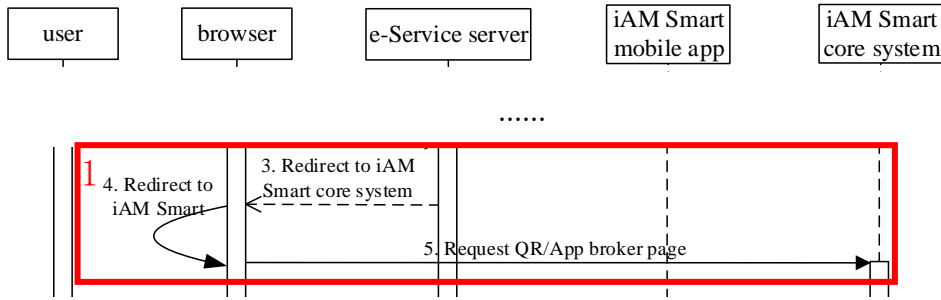 user
browser
e-Service server
iAM Smart
mobile app
iAM Smart
core system
......
1
3. Redirect to iAM
Smart core system
4. Redirect to
iAM Smart
5. Request QR/App broker page